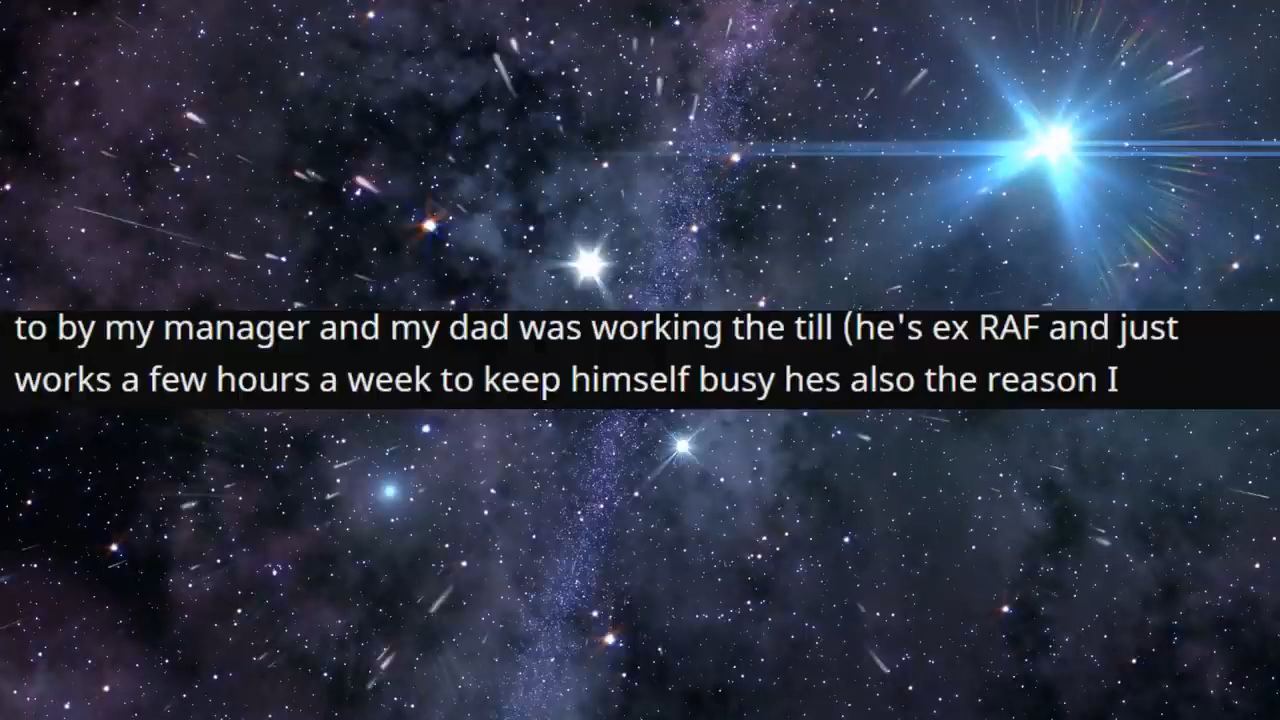 to by my manager and my dad was working the till (he's ex RAF and just
works a few hours a week to keep himself busy hes also the reason I